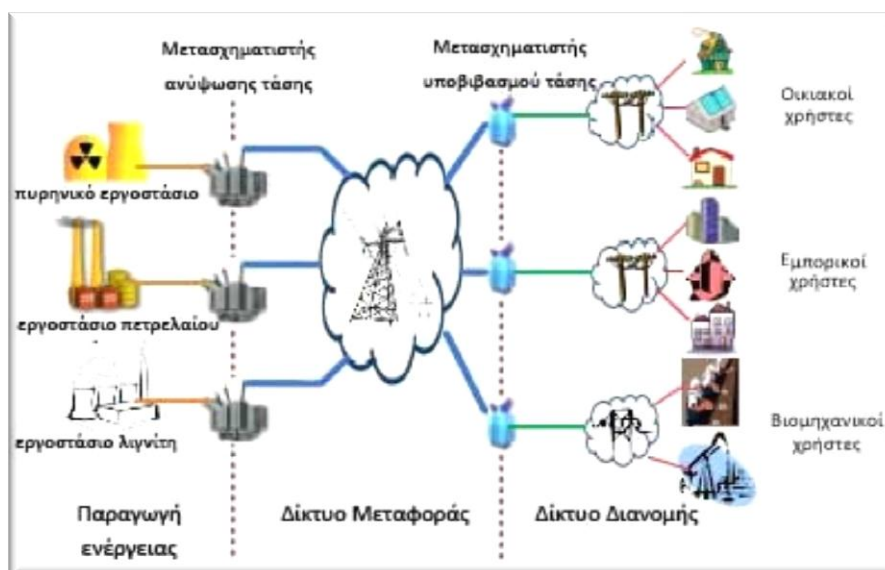 Μετασχηματιστής
ανύψωσης τάσης
Μετασχηματιστής
υποβιβασμού τάσης
Οικιακοί
χρήστες
πυρηνικό εργοστάσιο
Εμπορικοί
χρήστες
εργοστάσιο πετρελαίου
Βιομηχανικοί
χρήστες
εργοστάσιο λιγνίτη
Παραγωγή
ενέργειας
Δίκτυο Μεταφοράς
Δίκτυο Διανομής